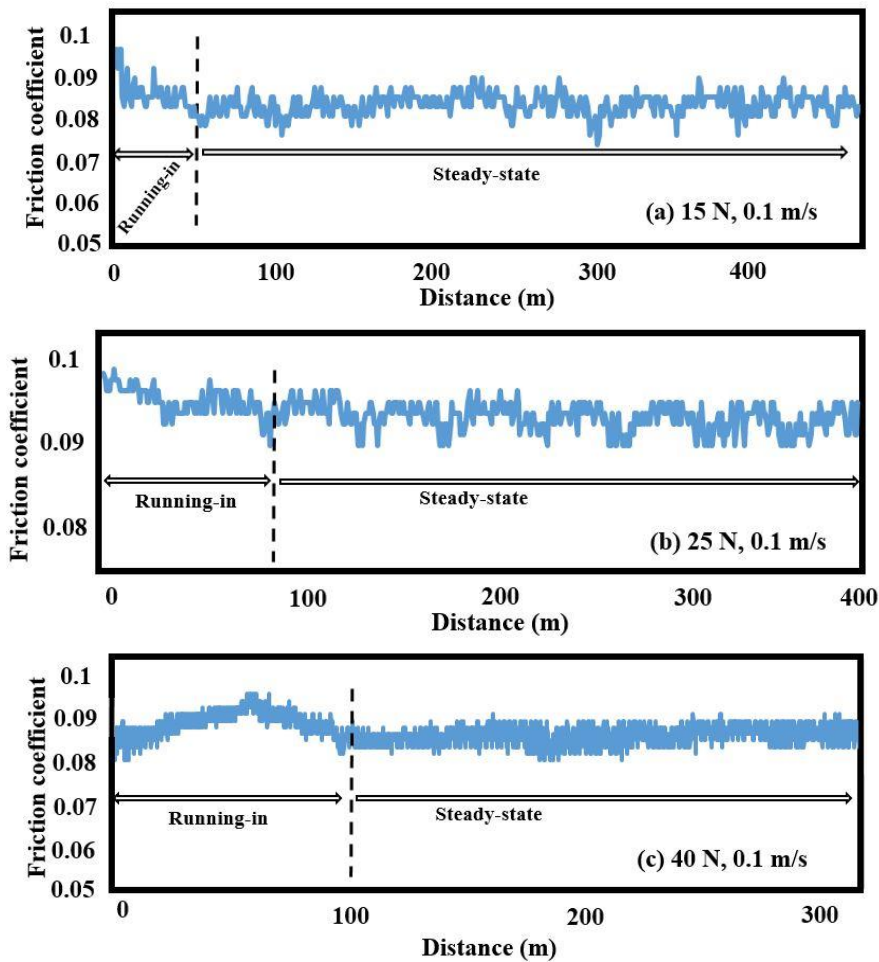 Friction coefficient
0.1
0.09
0.08
0.07
0.06
0.05
Running-in
Steady-state
(a) 15 N, 0.1 m/s
0 100 200 300 400
Distance (m)
Friction coefficient
0.1
0.09
0.08
Running-in
Steady-state
(b) 25 N, 0.1 m/s
0 100 200 300 400
Distance (m)
Friction coefficient
0.1
0.09
0.08
0.07
0.06
0.05
Running-in
Steady-state
(c) 40 N, 0.1 m/s
0 100 200 300
Distance (m)